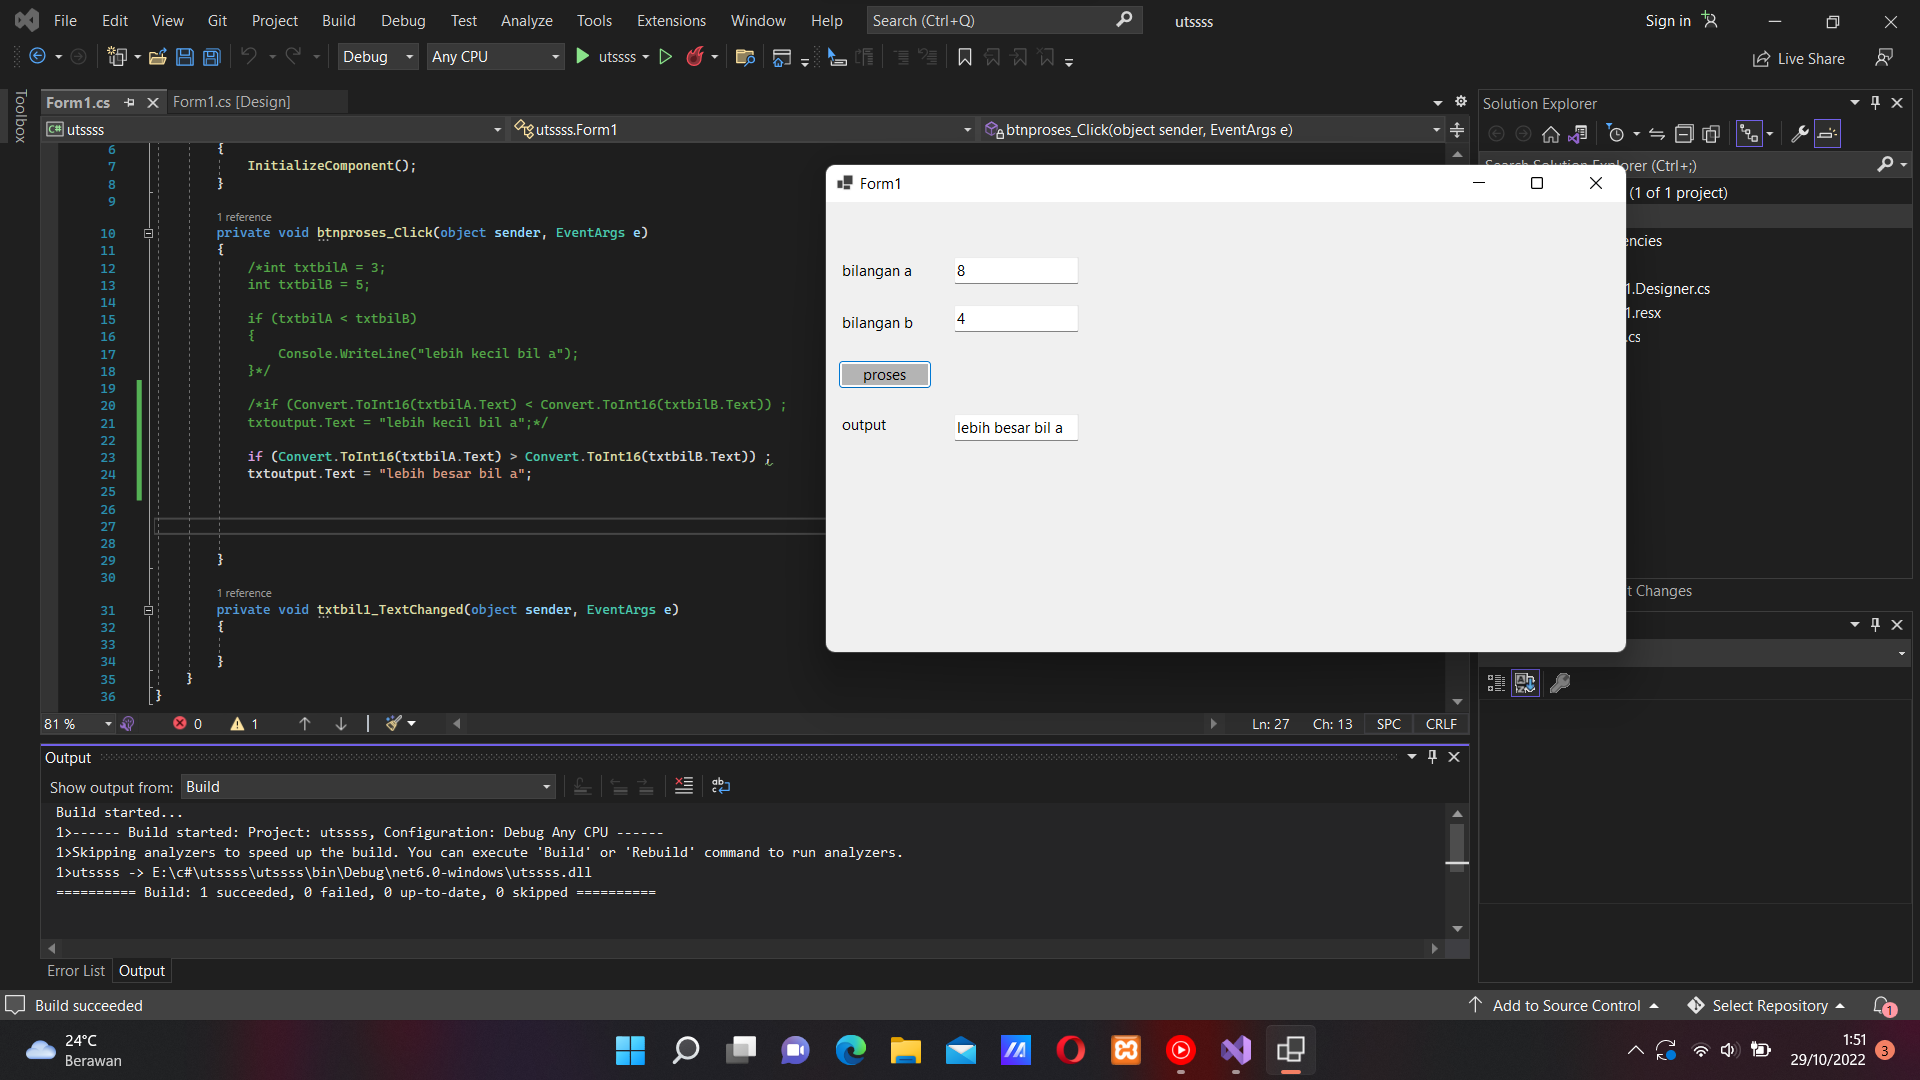 File Edit View Git Project Build Debug Test Analyze Tools Extensions Window Help Search (Ctrl+Q) utssss Sign in
Debug Any CPU utssss Live Share
Toolbox
Form1.cs Form1.cs [Design]
Solution Explorer
C# utssss utssss.Form1 btnproses_Click(object sender, EventArgs e)
Search Solution Explorer (Ctrl+;)
(1 of 1 project)
encies
1.Designer.cs
1.resx
.cs
t Changes
6 {
7 InitializeComponent();
8 }
9
1 reference
10 private void btnproses_Click(object sender, EventArgs e)
11 {
12 /*int txtbilA = 3;
13 int txtbilB = 5;
14
15 if (txtbilA < txtbilB)
16 {
17 Console.WriteLine("lebih kecil bil a");
18 }*/
19
20 /*if (Convert.ToInt16(txtbilA.Text) < Convert.ToInt16(txtbilB.Text)) ;
21 txtoutput.Text = "lebih kecil bil a";*/
22
23 if (Convert.ToInt16(txtbilA.Text) > Convert.ToInt16(txtbilB.Text)) ;
24 txtoutput.Text = "lebih besar bil a";
25
26
27
28
29 }
30
1 reference
31 private void txtbil1_TextChanged(object sender, EventArgs e)
32 {
33
34 }
35 }
36 }
Form1
bilangan a 8
bilangan b 4
proses
output lebih besar bil a
81 % 0 1 Ln: 27 Ch: 13 SPC CRLF
Output
Show output from: Build
Build started...
1>------ Build started: Project: utssss, Configuration: Debug Any CPU ------
1>Skipping analyzers to speed up the build. You can execute 'Build' or 'Rebuild' command to run analyzers.
1>utssss -> E:\c#\utssss\utssss\bin\Debug\net6.0-windows\utssss.dll
========== Build: 1 succeeded, 0 failed, 0 up-to-date, 0 skipped ==========
Error List Output
Build succeeded Add to Source Control Select Repository 1
24°C
Berawan
1:51
29/10/2022 3